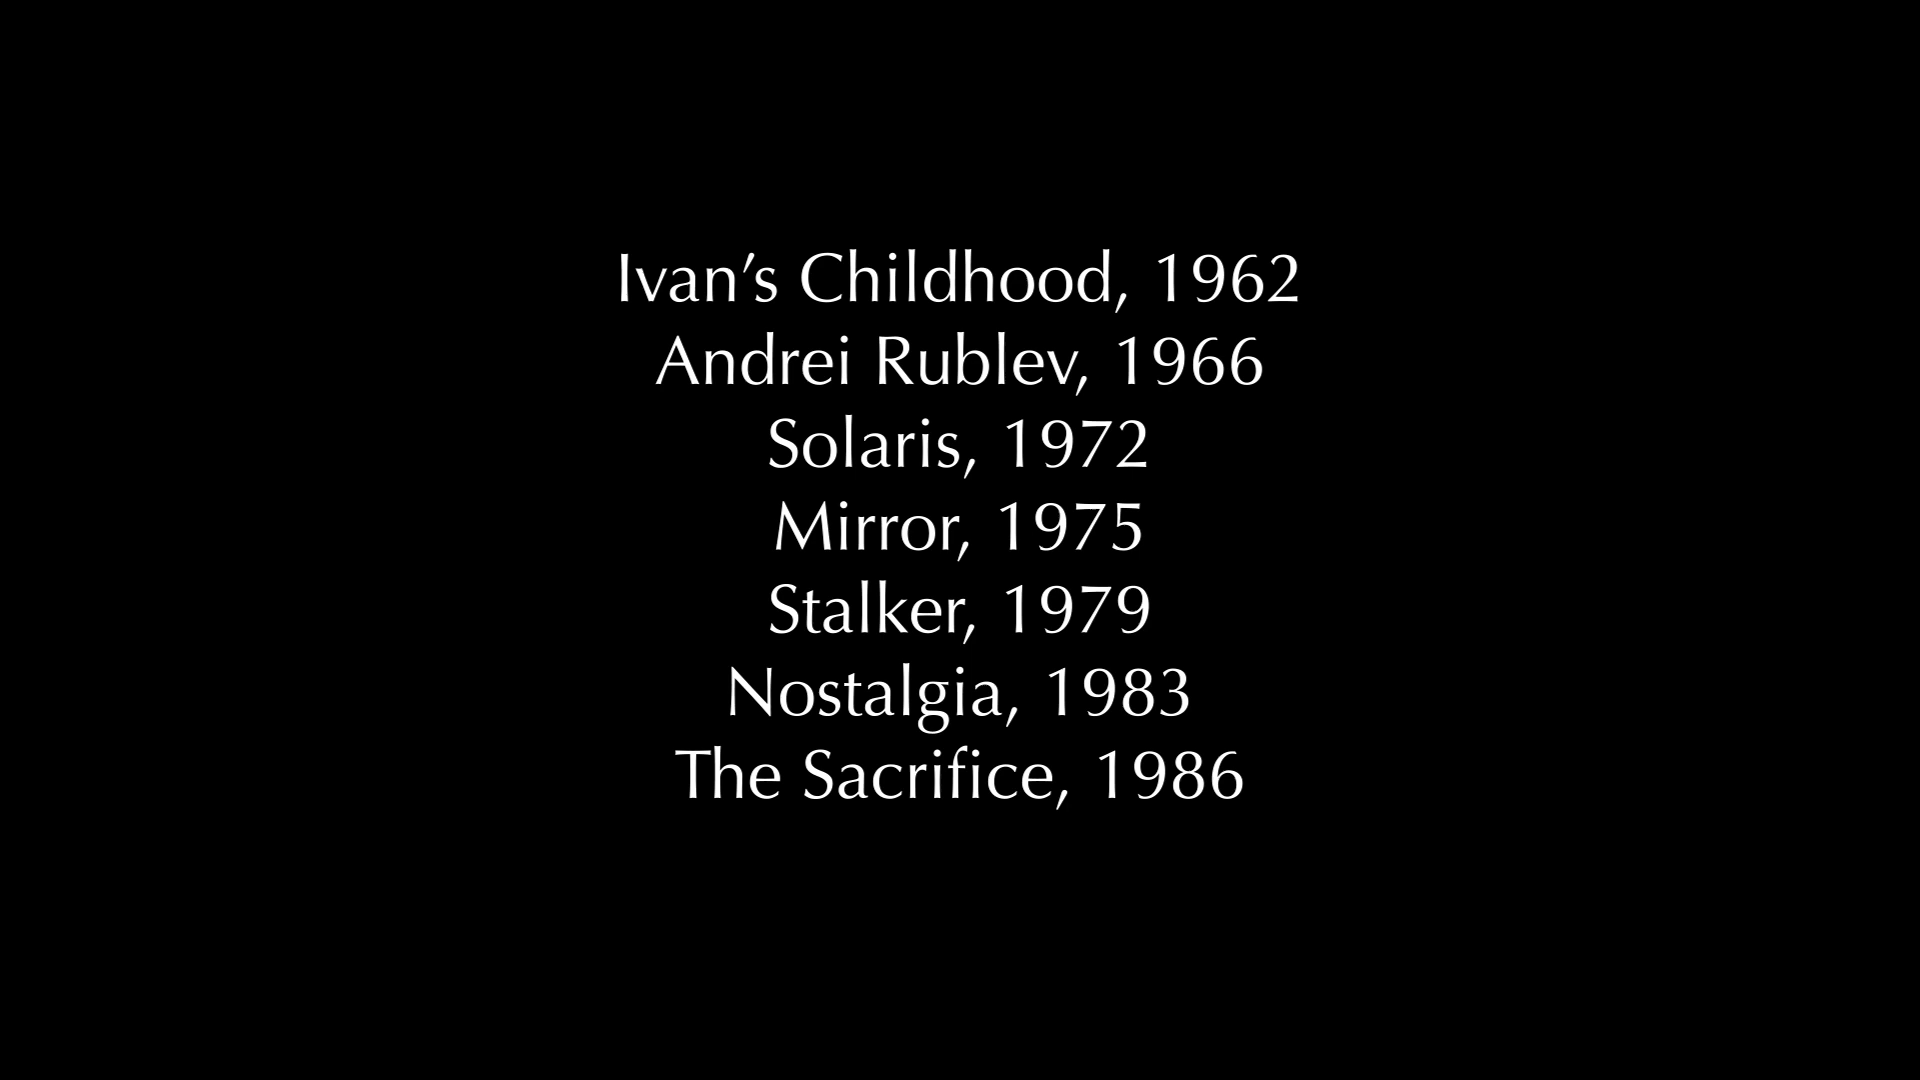 Ivan’s Childhood, 1962
Andrei Rublev, 1966
Solaris, 1972
Mirror, 1975
Stalker, 1979
Nostalgia, 1983
The Sacrifice, 1986